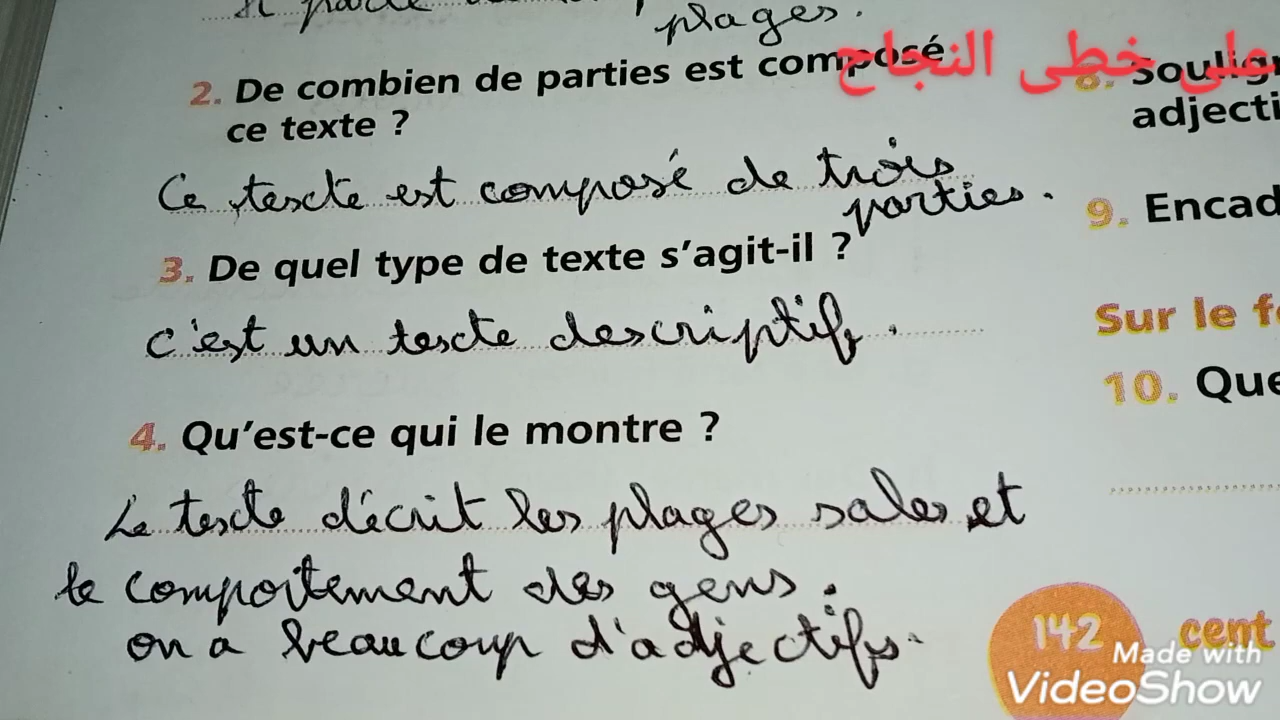 plages.
2. De combien de parties est composé
ce texte ?
Ce texte est composé de trois
parties.
3. De quel type de texte s'agit-il ?
c'est un texte descriptif.
4. Qu'est-ce qui le montre ?
Le texte décrit les plages sales et
le comportement des gens.
on a beaucoup d'adjectifs.
على خطى النجاح
8. Soulign
adjecti
9. Encad
Sur le fo
10. Que
142 cent
Made with
VideoShow